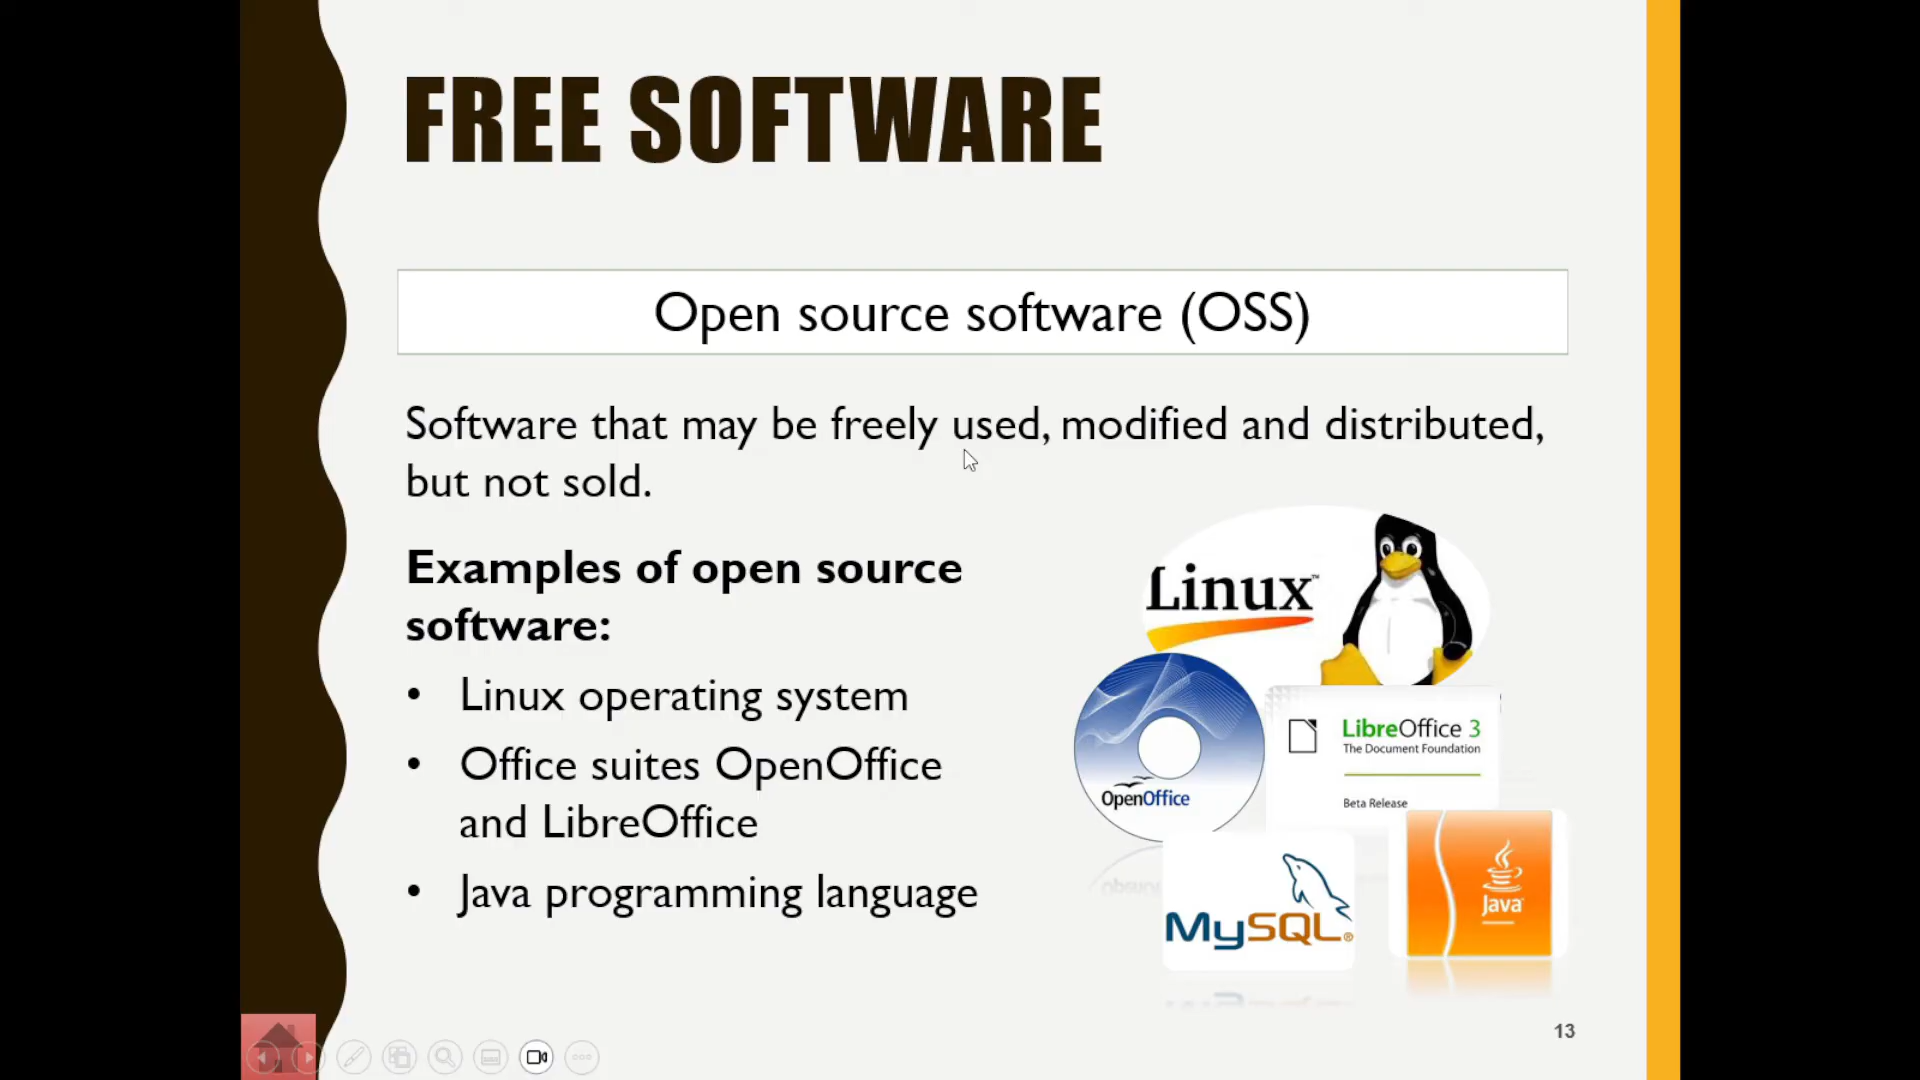 FREE SOFTWARE
Open source software (OSS)
Software that may be freely used, modified and distributed,
but not sold.
Examples of open source
software:
• Linux operating system
• Office suites OpenOffice
and LibreOffice
• Java programming language
Linux™
OpenOffice
LibreOffice 3
The Document Foundation
Beta Release
MySQL®
Java
13